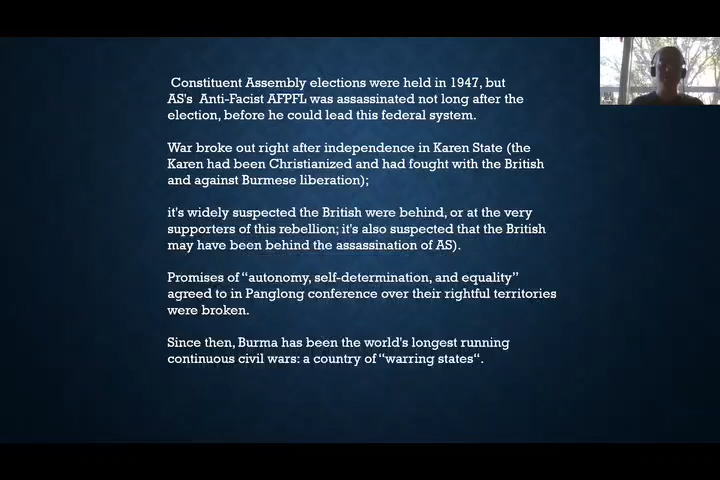 Constituent Assembly elections were held in 1947, but
AS's Anti-Facist AFPFL was assassinated not long after the
election, before he could lead this federal system.
War broke out right after independence in Karen State (the
Karen had been Christianized and had fought with the British
and against Burmese liberation);
it's widely suspected the British were behind, or at the very
supporters of this rebellion; it's also suspected that the British
may have been behind the assassination of AS).
Promises of “autonomy, self-determination, and equality”
agreed to in Panglong conference over their rightful territories
were broken.
Since then, Burma has been the world's longest running
continuous civil wars: a country of “warring states“.